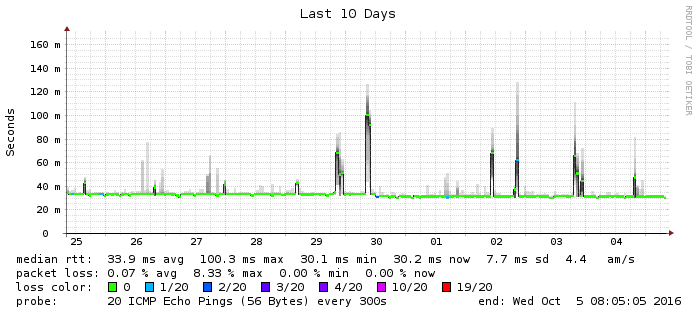 Last 10 Days
RRDTOOL / TOBI OETIKER
Seconds
160 m
140 m
120 m
100 m
80 m
60 m
40 m
20 m
0
25 26 27 28 29 30 01 02 03 04
median rtt: 33.9 ms avg 100.3 ms max 30.1 ms min 30.2 ms now 7.7 ms sd 4.4 am/s
packet loss: 0.07 % avg 8.33 % max 0.00 % min 0.00 % now
loss color: 0 1/20 2/20 3/20 4/20 10/20 19/20
probe: 20 ICMP Echo Pings (56 Bytes) every 300s end: Wed Oct 5 08:05:05 2016